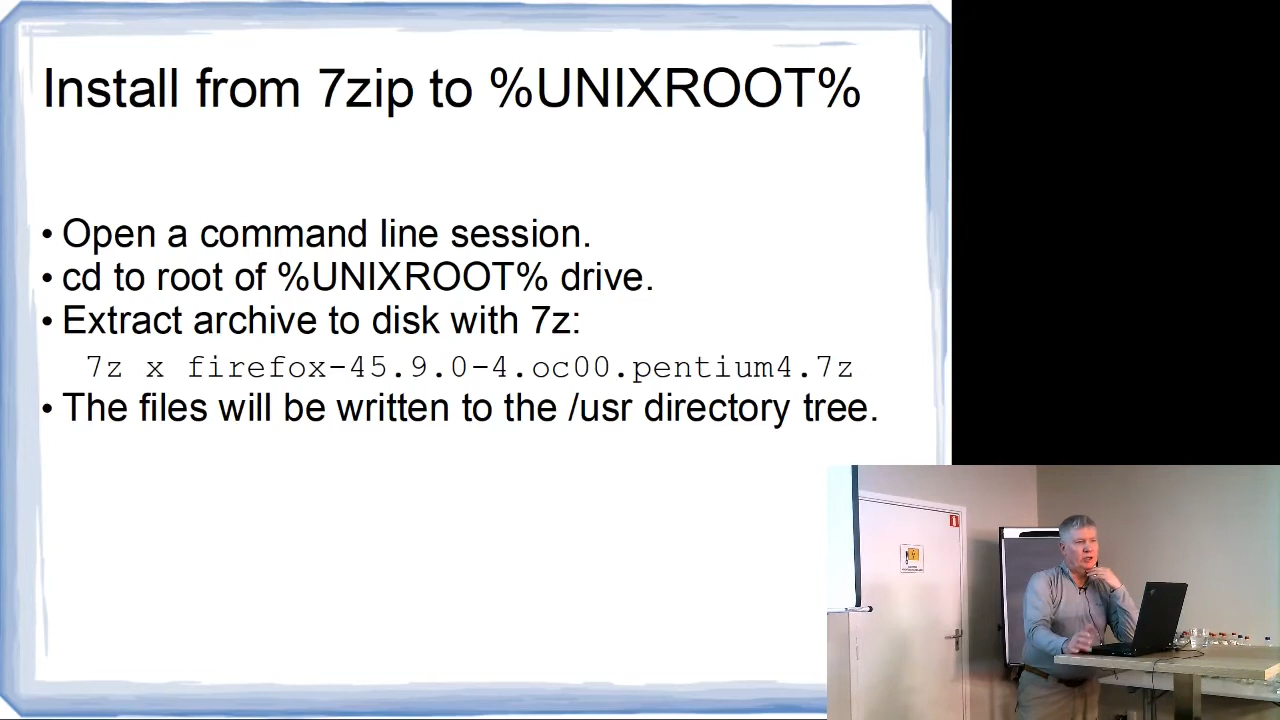 Install from 7zip to %UNIXROOT%
• Open a command line session.
• cd to root of %UNIXROOT% drive.
• Extract archive to disk with 7z:
7z x firefox-45.9.0-4.oc00.pentium4.7z
• The files will be written to the /usr directory tree.